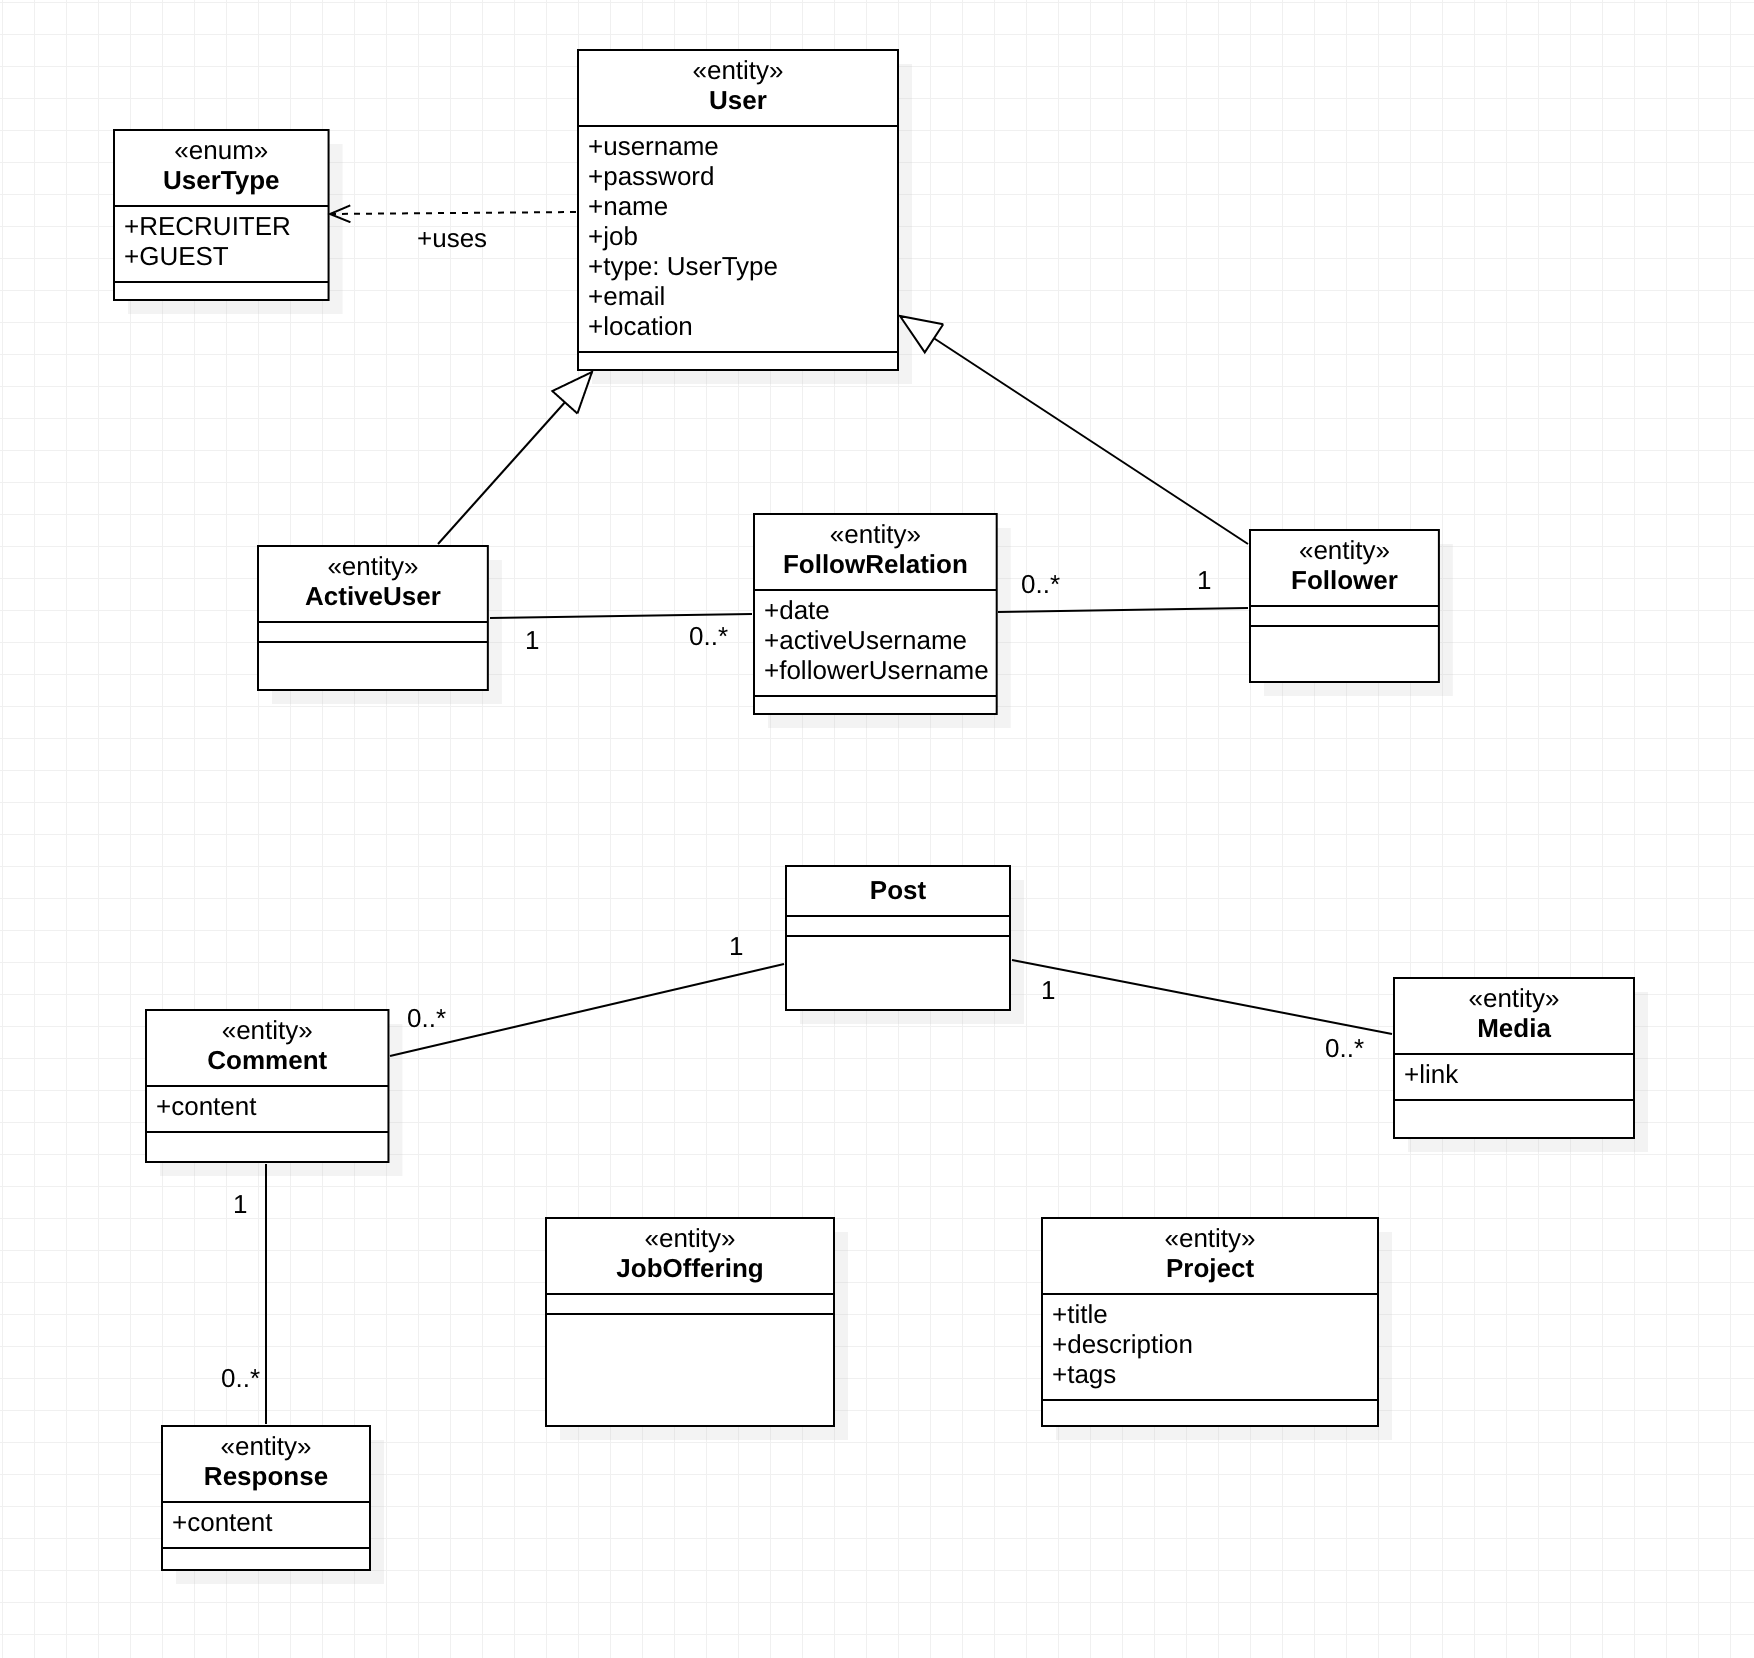 «entity»
User
+username
+password
+name
+job
+type: UserType
+email
+location
«enum»
UserType
+RECRUITER
+GUEST
+uses
«entity»
ActiveUser
1
0..*
«entity»
FollowRelation
+date
+activeUsername
+followerUsername
0..*
1
«entity»
Follower
Post
1
0..*
1
0..*
«entity»
Comment
+content
«entity»
Media
+link
1
0..*
«entity»
JobOffering
«entity»
Project
+title
+description
+tags
«entity»
Response
+content